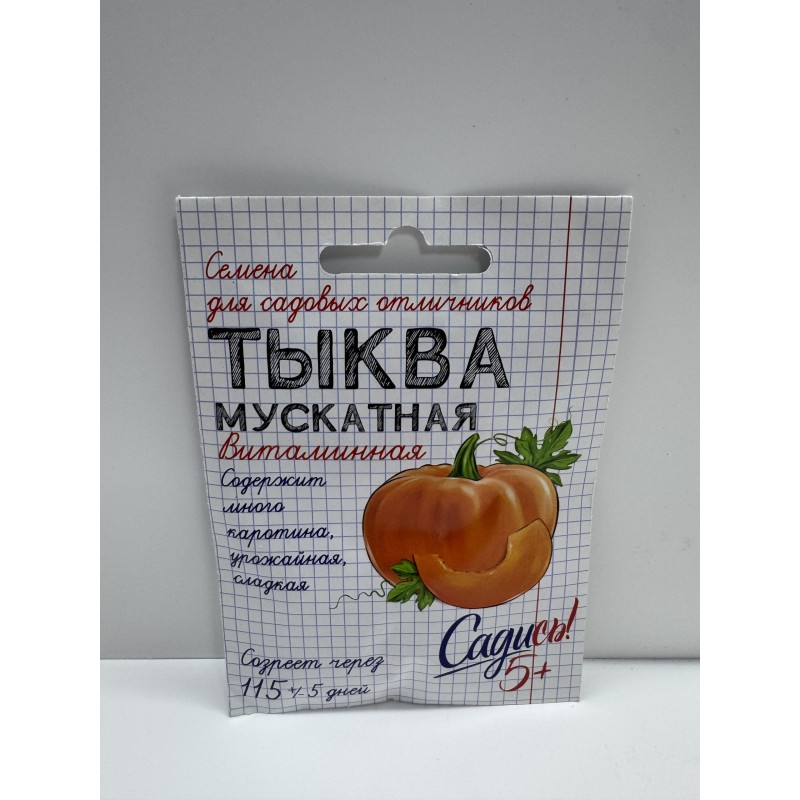 Семена
для садовых отличников
ТЫКВА
МУСКАТНАЯ
Витаминная
Содержит
много
каротина,
урожайная,
сладкая
Созреет через
115 +/- 5 дней
Садись!
5+